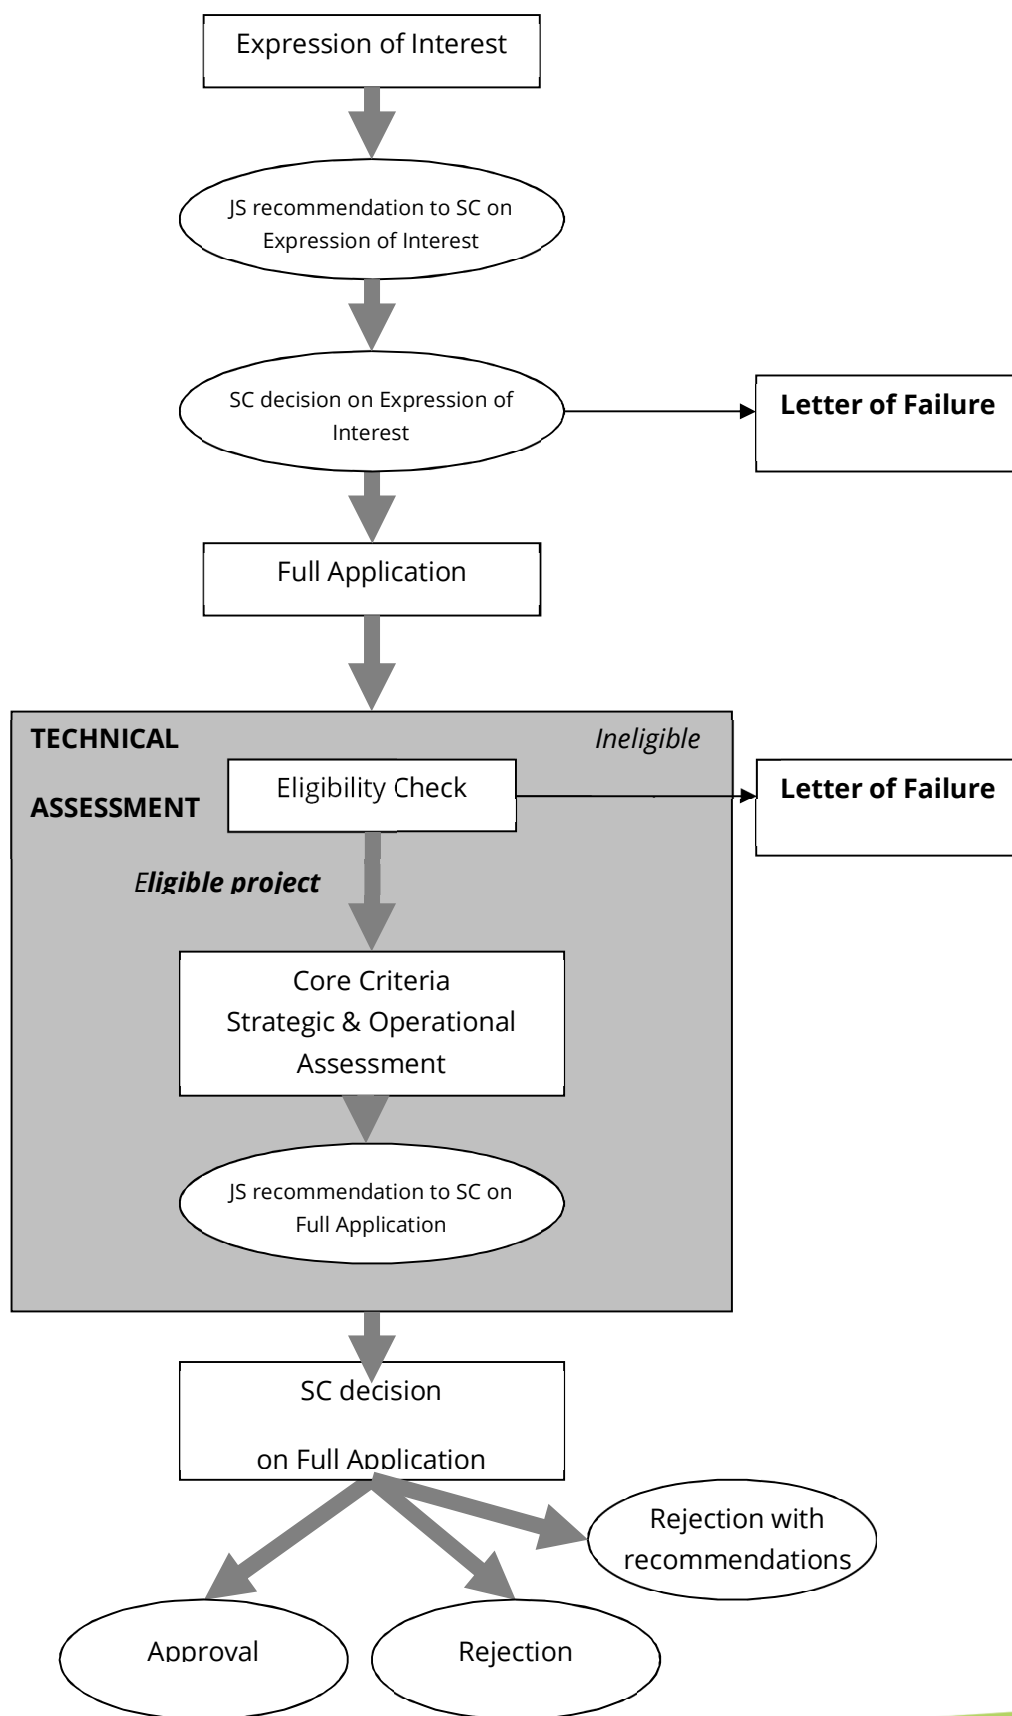 Expression of Interest
JS recommendation to SC on
Expression of Interest
SC decision on Expression of
Interest
Letter of Failure
Full Application
TECHNICAL
Ineligible
Eligibility Check
Letter of Failure
ASSESSMENT
Eligible project
Core Criteria
Strategic & Operational
Assessment
JS recommendation to SC on
Full Application
SC decision
on Full Application
Rejection with
recommendations
Approval
Rejection